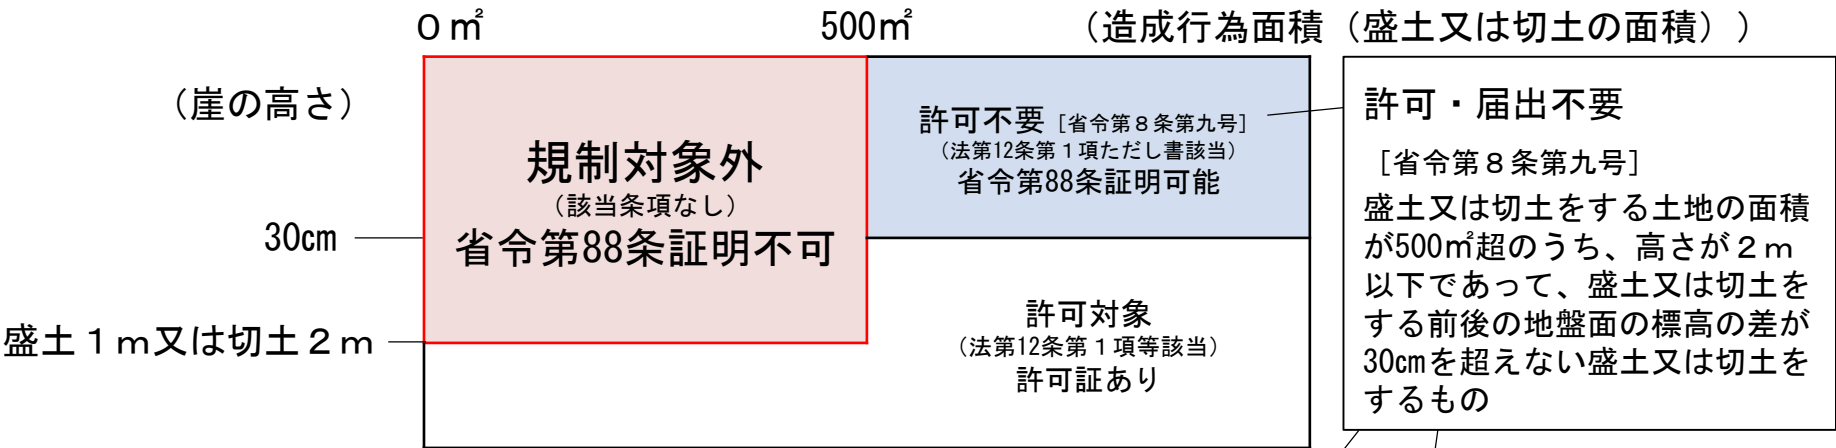 0㎡ 500㎡ (造成行為面積(盛土又は切土の面積))
(崖の高さ)
30㎝
盛土1m又は切土2m
規制対象外
(該当条項なし)
省令第88条証明不可
許可不要[省令第8条第九号]
(法第12条第1項ただし書該当)
省令第88条証明可能
許可対象
(法第12条第1項等該当)
許可証あり
許可・届出不要
[省令第8条第九号]
盛土又は切土をする土地の面積
が500㎡超のうち、高さが2m
以下であって、盛土又は切土を
する前後の地盤面の標高の差が
30㎝を超えない盛土又は切土を
するもの